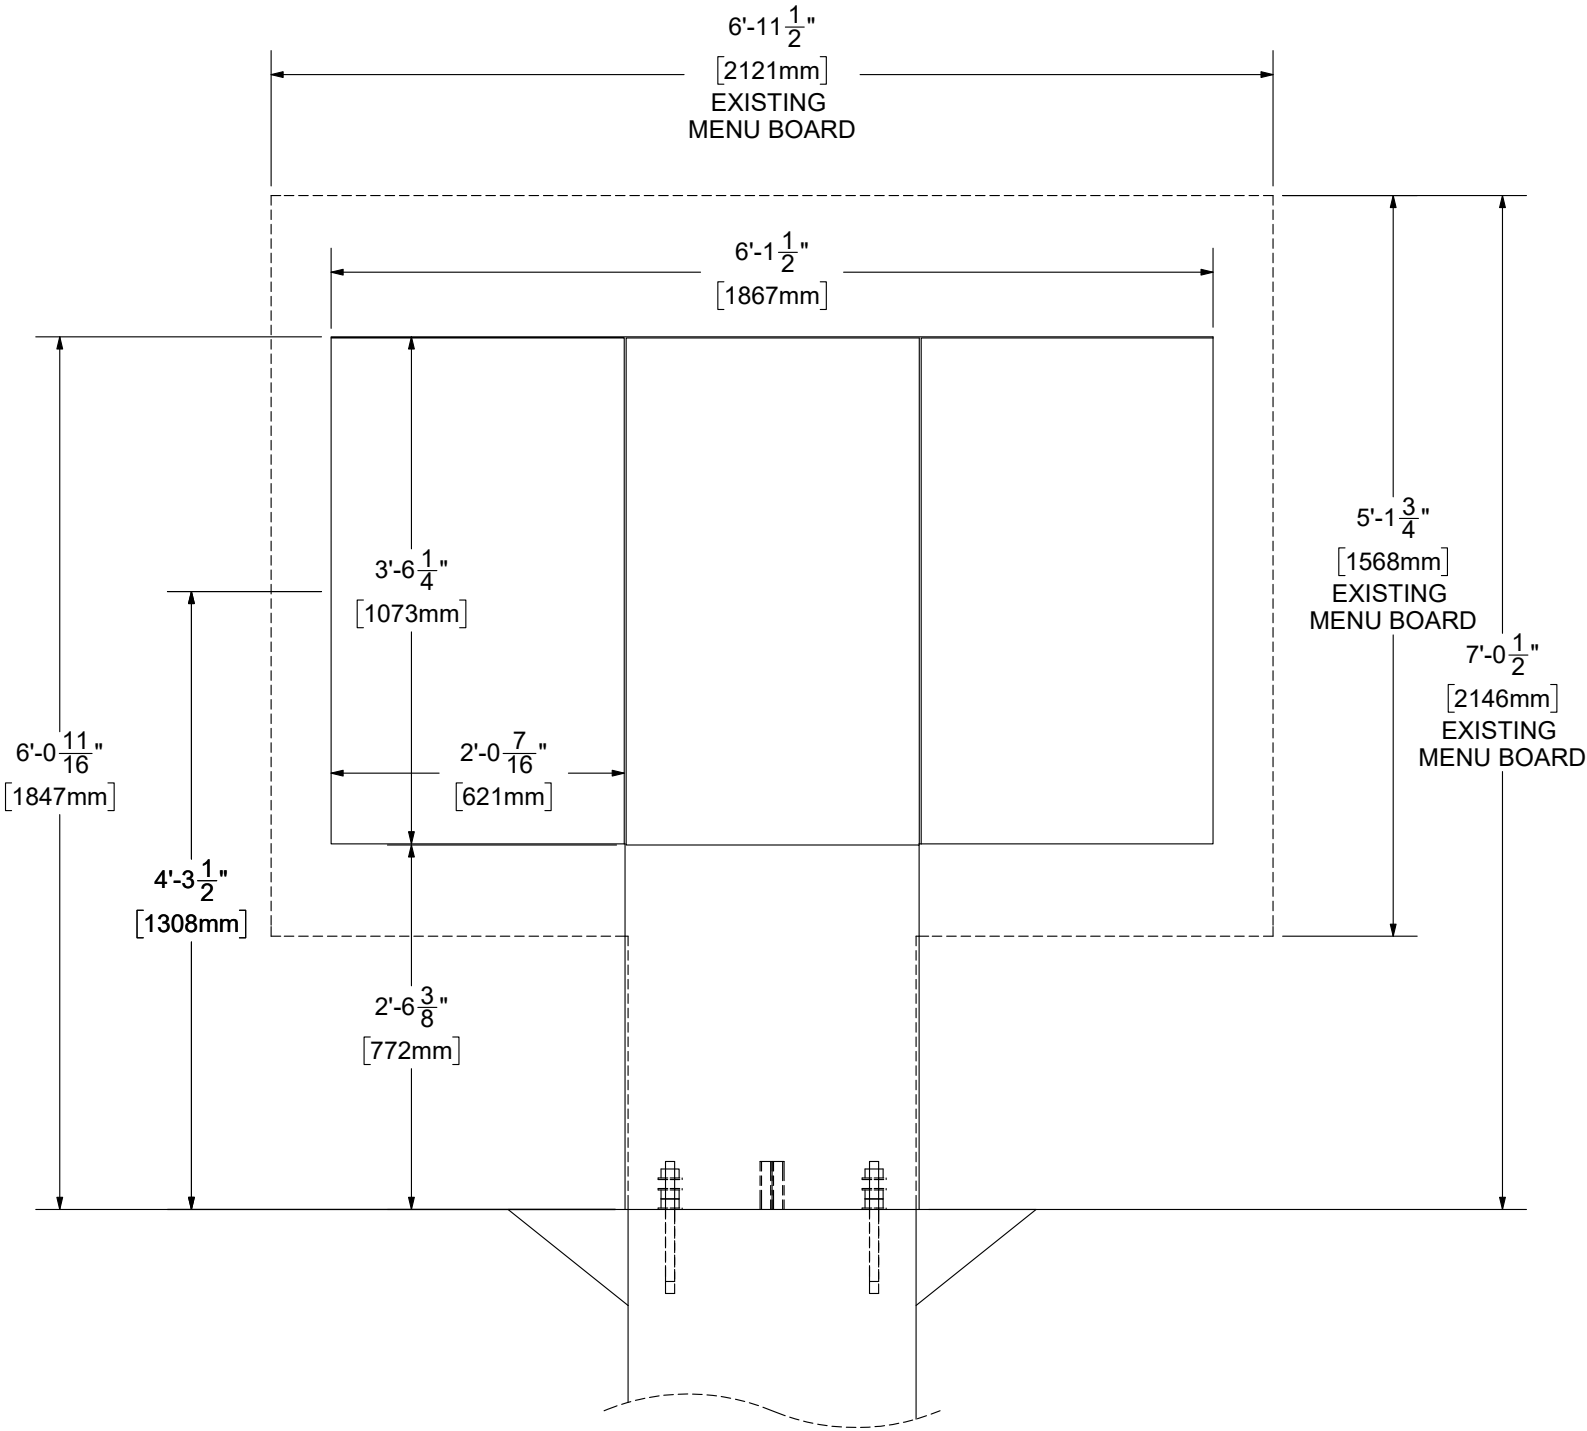 6'-11 1/2"
[2121mm]
EXISTING
MENU BOARD
6'-1 1/2"
[1867mm]
3'-6 1/4"
[1073mm]
5'-1 3/4"
[1568mm]
EXISTING
MENU BOARD
7'-0 1/2"
[2146mm]
EXISTING
MENU BOARD
6'-0 11/16"
[1847mm]
2'-0 7/16"
[621mm]
4'-3 1/2"
[1308mm]
2'-6 3/8"
[772mm]